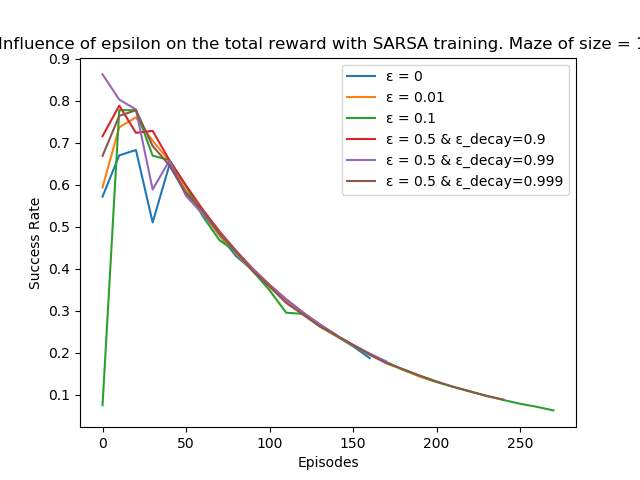 Influence of epsilon on the total reward with SARSA training. Maze of size = 1
0.9
0.8
0.7
0.6
0.5
0.4
0.3
0.2
0.1
Success Rate
ε = 0
ε = 0.01
ε = 0.1
ε = 0.5 & ε_decay=0.9
ε = 0.5 & ε_decay=0.99
ε = 0.5 & ε_decay=0.999
0 50 100 150 200 250
Episodes